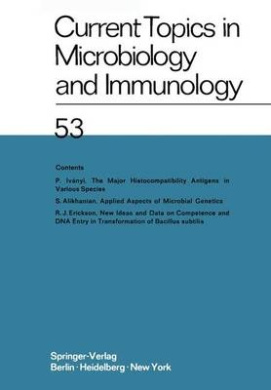 Current Topics in
Microbiology
and Immunology
53
Contents
P. Iványi, The Major Histocompatibility Antigens in
Various Species
S. Alikhanian, Applied Aspects of Microbial Genetics
R. J. Erickson, New Ideas and Data on Competence and
DNA Entry in Transformation of Bacillus subtilis
Springer-Verlag
Berlin · Heidelberg · New York